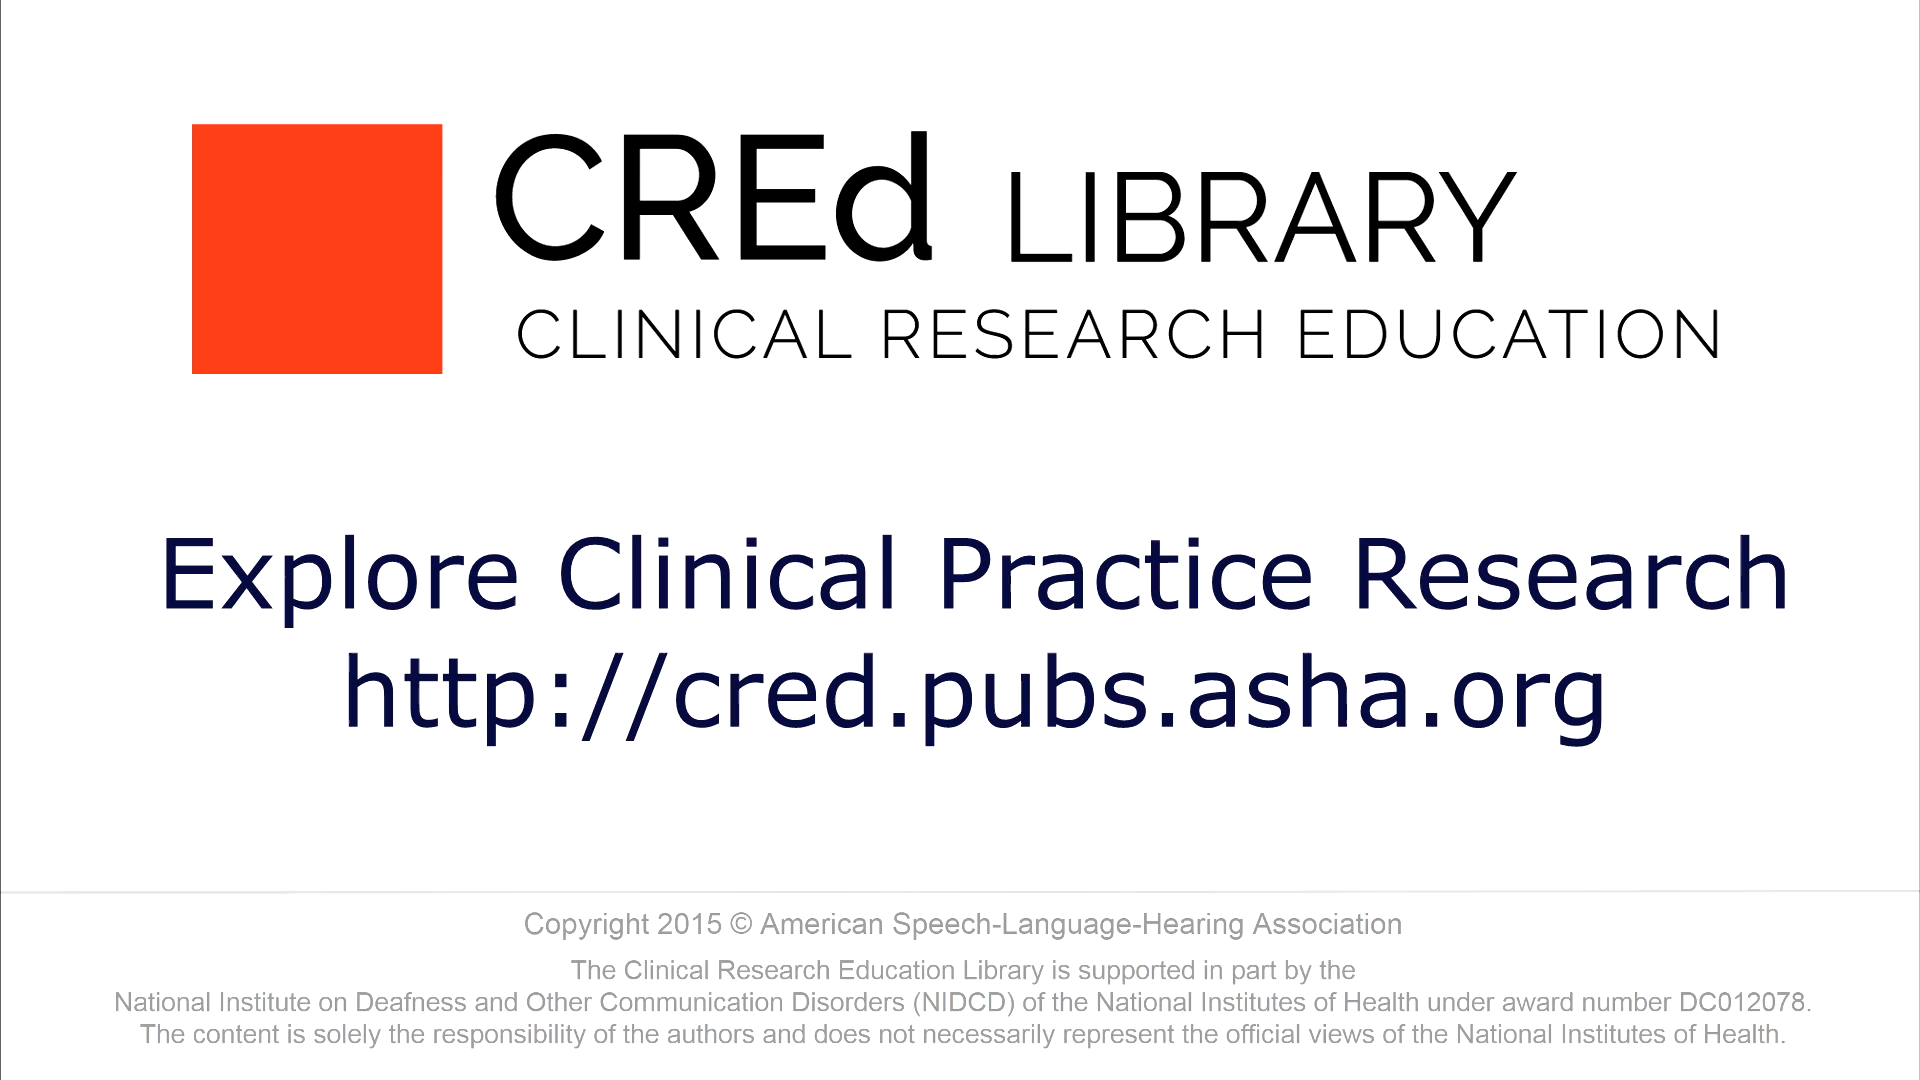 CREd LIBRARY
CLINICAL RESEARCH EDUCATION
Explore Clinical Practice Research
http://cred.pubs.asha.org
Copyright 2015 © American Speech-Language-Hearing Association
The Clinical Research Education Library is supported in part by the
National Institute on Deafness and Other Communication Disorders (NIDCD) of the National Institutes of Health under award number DC012078.
The content is solely the responsibility of the authors and does not necessarily represent the official views of the National Institutes of Health.